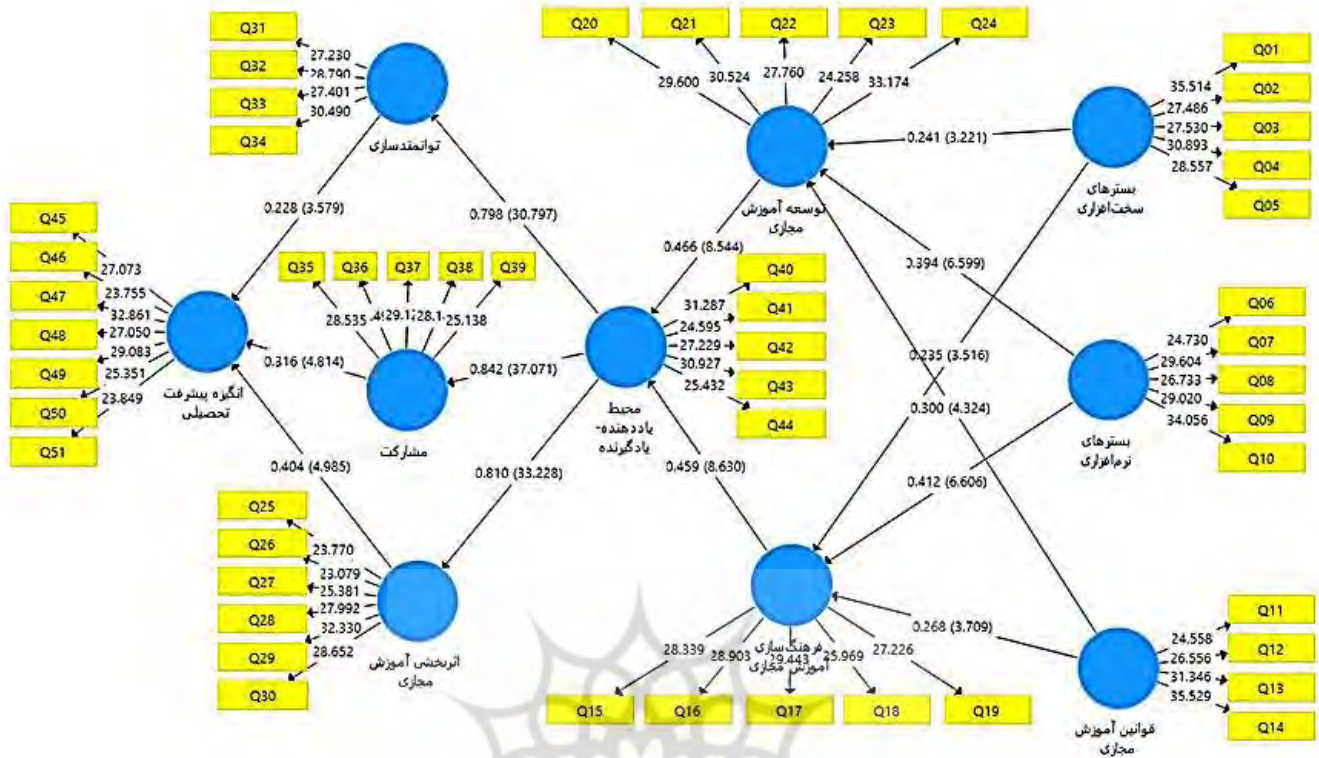 Q20
Q21
Q22
Q23
Q24
29.600
30.524
27.760
24.258
33.174
Q31
Q32
Q33
Q34
27.230
28.790
27.401
30.490
توانمندسازی
توسعه آموزش
مجازی
Q01
Q02
Q03
Q04
Q05
35.514
27.486
27.530
30.893
28.557
بسترهای
سخت‌افزاری
0.241 (3.221)
0.228 (3.579)
0.798 (30.797)
0.466 (8.544)
0.394 (6.599)
Q45
Q46
Q47
Q48
Q49
Q50
Q51
27.073
23.755
32.861
27.050
29.083
25.351
23.849
انگیزه پیشرفت
تحصیلی
Q35
Q36
Q37
Q38
Q39
28.535
25.138
مشارکت
0.316 (4.814)
0.842 (37.071)
Q40
Q41
Q42
Q43
Q44
31.287
24.595
27.229
30.927
25.432
محیط
یاددهنده-
یادگیرنده
0.235 (3.516)
0.300 (4.324)
Q06
Q07
Q08
Q09
Q10
24.730
29.604
26.733
29.020
34.056
بسترهای
نرم‌افزاری
0.404 (4.985)
0.810 (33.228)
0.459 (8.630)
0.412 (6.606)
Q25
Q26
Q27
Q28
Q29
Q30
23.770
23.079
25.381
27.992
32.330
28.652
اثربخشی آموزش
مجازی
0.268 (3.709)
فرهنگ‌سازی
آموزش مجازی
28.339
28.903
29.443
25.969
27.226
Q15
Q16
Q17
Q18
Q19
Q11
Q12
Q13
Q14
24.558
26.556
31.346
35.529
قوانین آموزش
مجازی